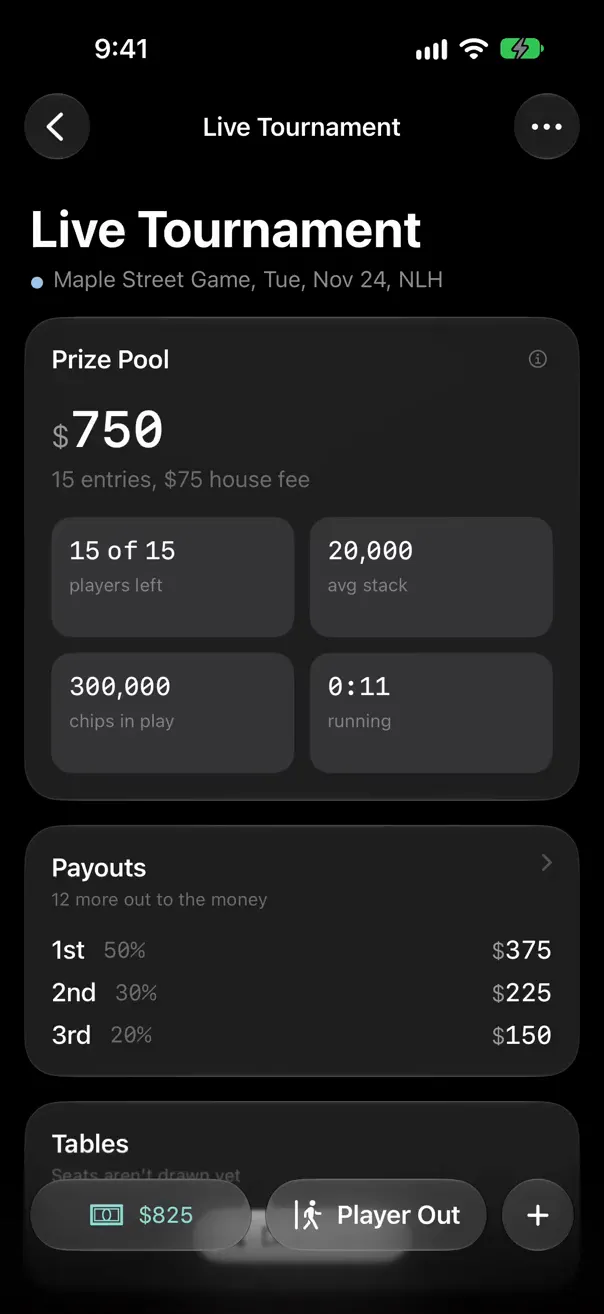 9:41
Live Tournament
Live Tournament
Maple Street Game, Tue, Nov 24, NLH
Prize Pool
$750
15 entries, $75 house fee
15 of 15
players left
20,000
avg stack
300,000
chips in play
0:11
running
Payouts
12 more out to the money
1st 50% $375
2nd 30% $225
3rd 20% $150
Tables
Seats aren't drawn yet
$825
Player Out